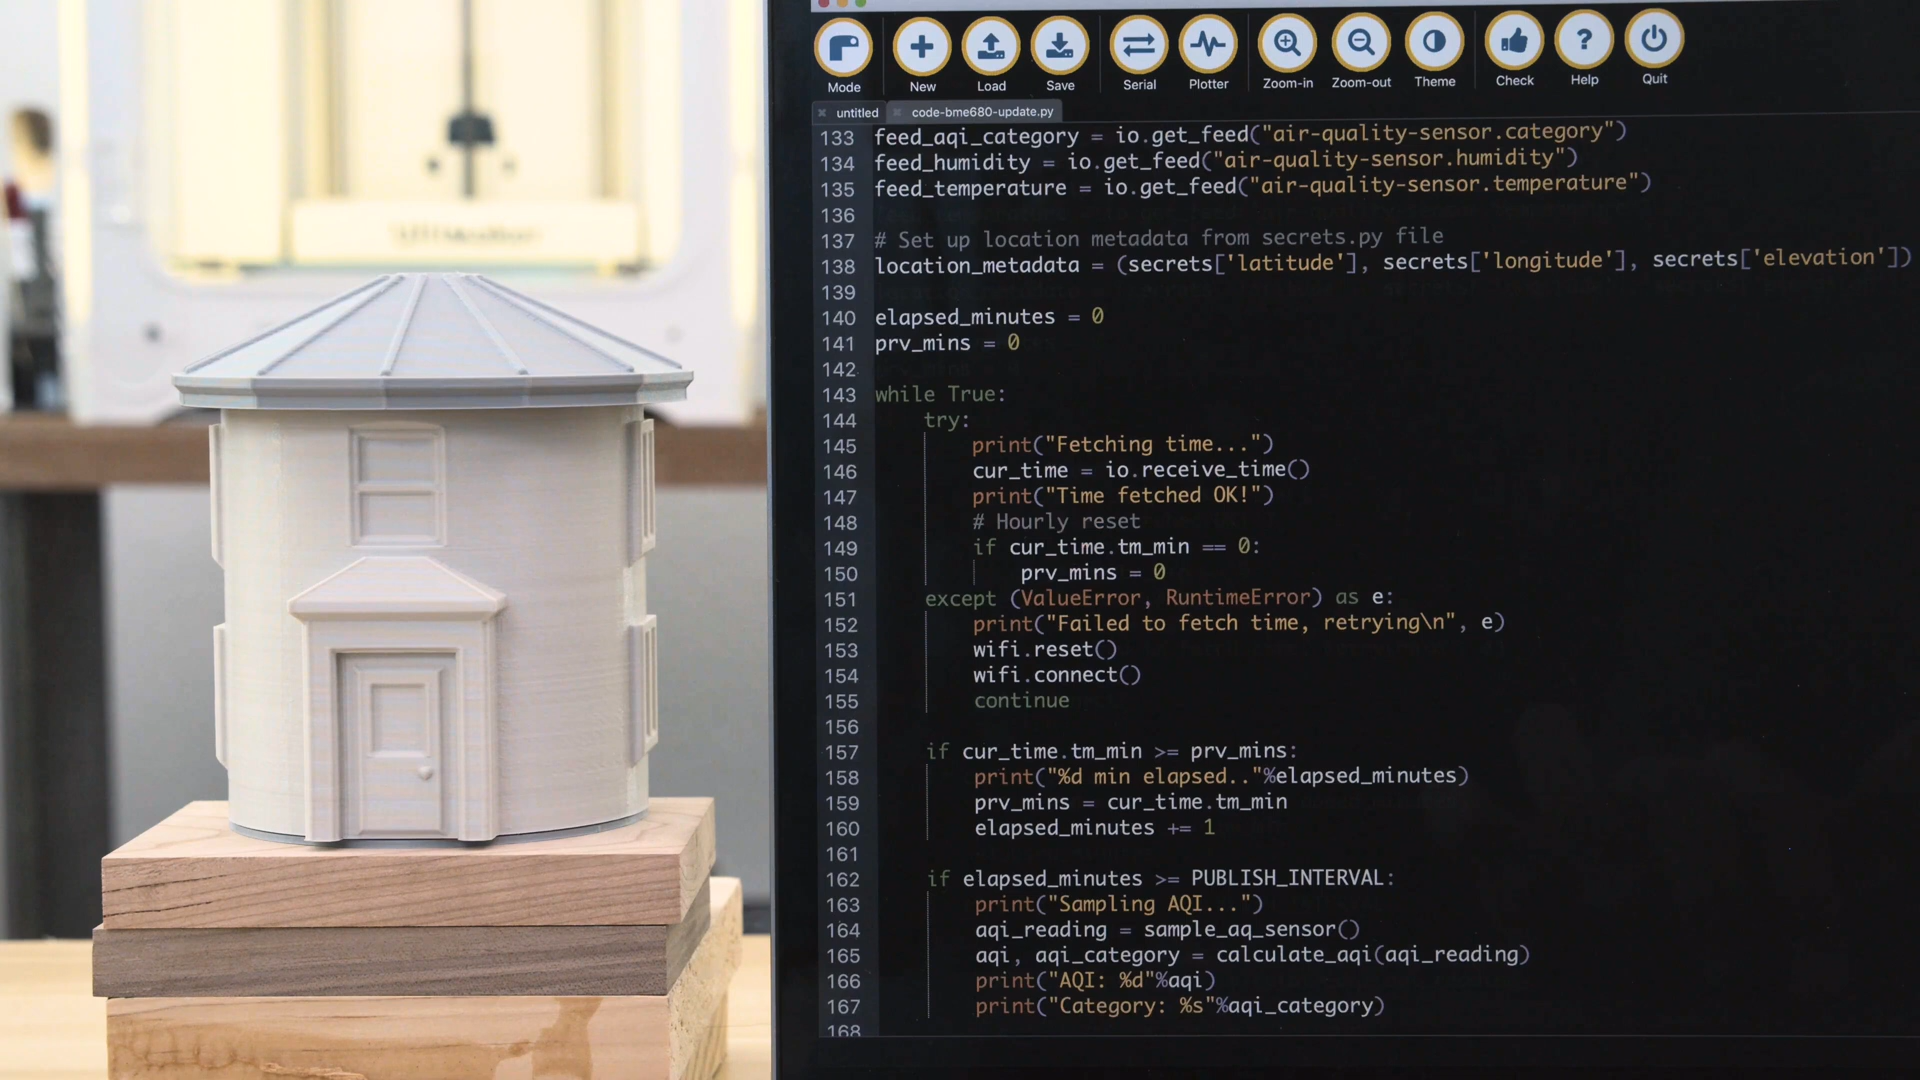 Mode New Load Save Serial Plotter Zoom-in Zoom-out Theme Check Help Quit
untitled code-bme680-update.py
133 feed_aqi_category = io.get_feed("air-quality-sensor.category")
134 feed_humidity = io.get_feed("air-quality-sensor.humidity")
135 feed_temperature = io.get_feed("air-quality-sensor.temperature")
136
137 # Set up location metadata from secrets.py file
138 location_metadata = (secrets['latitude'], secrets['longitude'], secrets['elevation'])
139
140 elapsed_minutes = 0
141 prv_mins = 0
142
143 while True:
144     try:
145         print("Fetching time...")
146         cur_time = io.receive_time()
147         print("Time fetched OK!")
148         # Hourly reset
149         if cur_time.tm_min == 0:
150             prv_mins = 0
151     except (ValueError, RuntimeError) as e:
152         print("Failed to fetch time, retrying\n", e)
153         wifi.reset()
154         wifi.connect()
155         continue
156
157     if cur_time.tm_min >= prv_mins:
158         print("%d min elapsed.."%elapsed_minutes)
159         prv_mins = cur_time.tm_min
160         elapsed_minutes += 1
161
162     if elapsed_minutes >= PUBLISH_INTERVAL:
163         print("Sampling AQI...")
164         aqi_reading = sample_aq_sensor()
165         aqi, aqi_category = calculate_aqi(aqi_reading)
166         print("AQI: %d"%aqi)
167         print("Category: %s"%aqi_category)
168